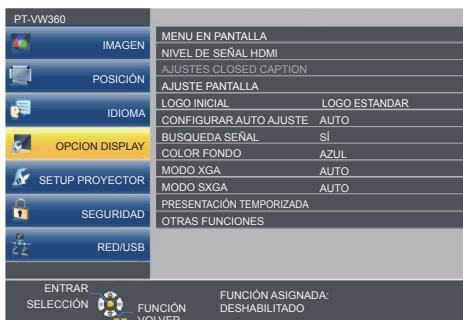 PT-VW360
IMAGEN
POSICIÓN
IDIOMA
OPCION DISPLAY
SETUP PROYECTOR
SEGURIDAD
RED/USB
MENU EN PANTALLA
NIVEL DE SEÑAL HDMI
AJUSTES CLOSED CAPTION
AJUSTE PANTALLA
LOGO INICIAL LOGO ESTANDAR
CONFIGURAR AUTO AJUSTE AUTO
BUSQUEDA SEÑAL SÍ
COLOR FONDO AZUL
MODO XGA AUTO
MODO SXGA AUTO
PRESENTACIÓN TEMPORIZADA
OTRAS FUNCIONES
ENTRAR
SELECCIÓN
FUNCIÓN
VOLVER
FUNCIÓN ASIGNADA:
DESHABILITADO